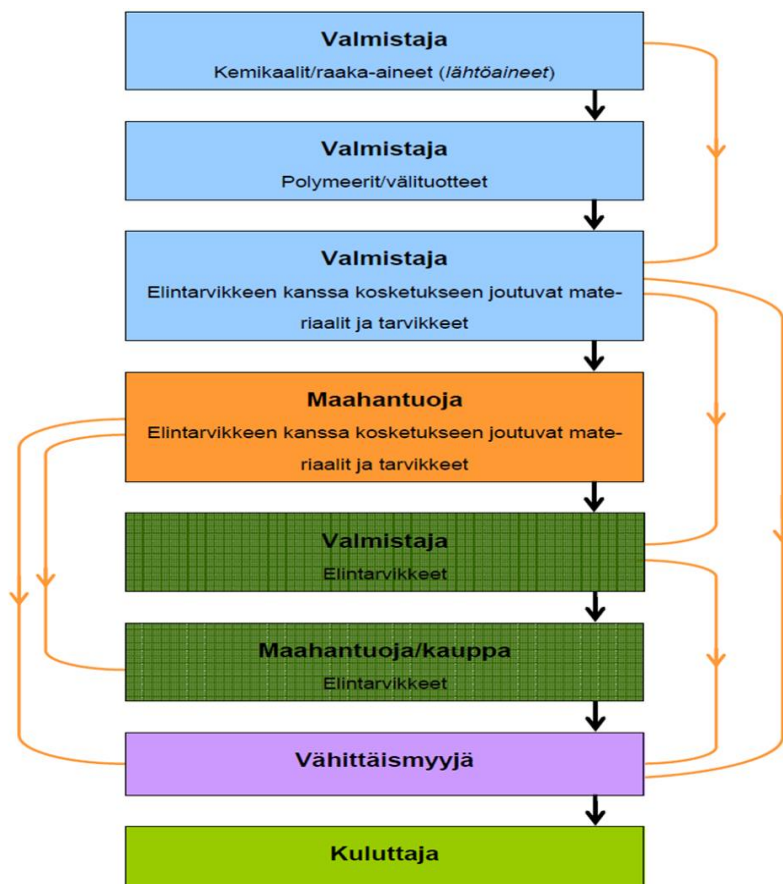 Valmistaja
Kemikaalit/raaka-aineet (lähtöaineet)
Valmistaja
Polymeerit/välituotteet
Valmistaja
Elintarvikkeen kanssa kosketukseen joutuvat mate-
riaalit ja tarvikkeet
Maahantuoja
Elintarvikkeen kanssa kosketukseen joutuvat mate-
riaalit ja tarvikkeet
Valmistaja
Elintarvikkeet
Maahantuoja/kauppa
Elintarvikkeet
Vähittäismyyjä
Kuluttaja